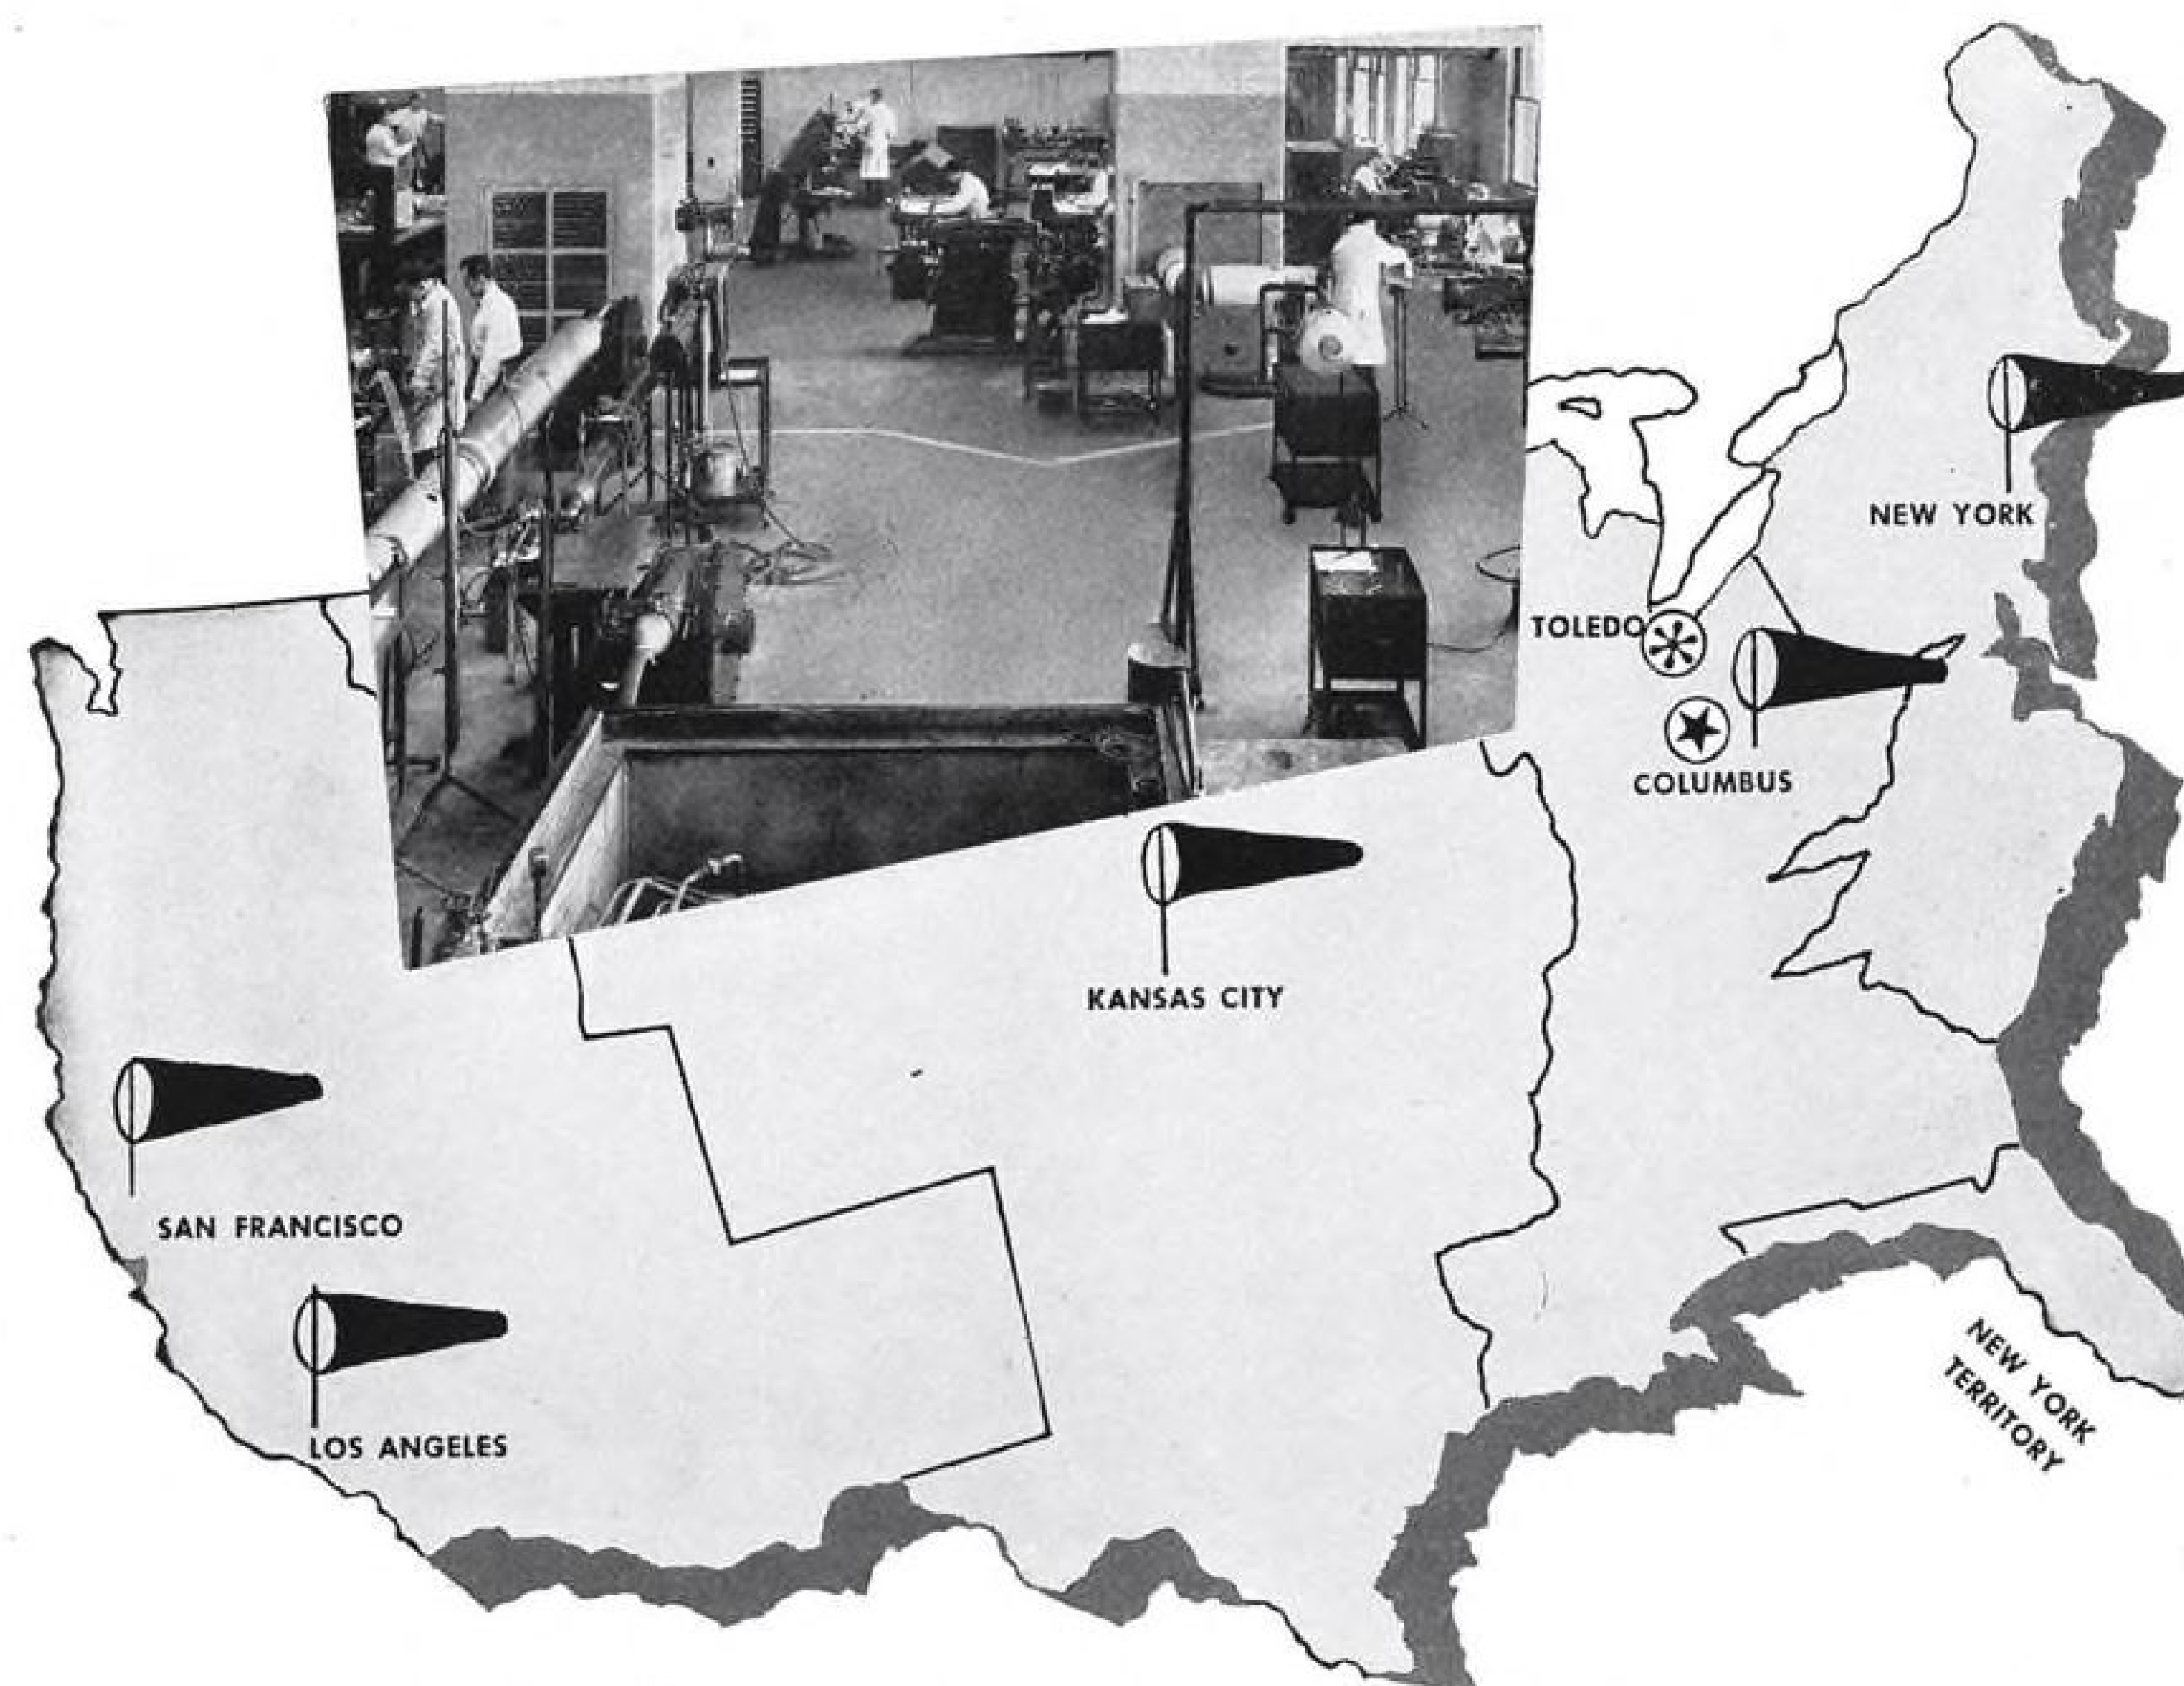 NEW YORK
TOLEDO
COLUMBUS
KANSAS CITY
SAN FRANCISCO
LOS ANGELES
NEW YORK
TERRITORY